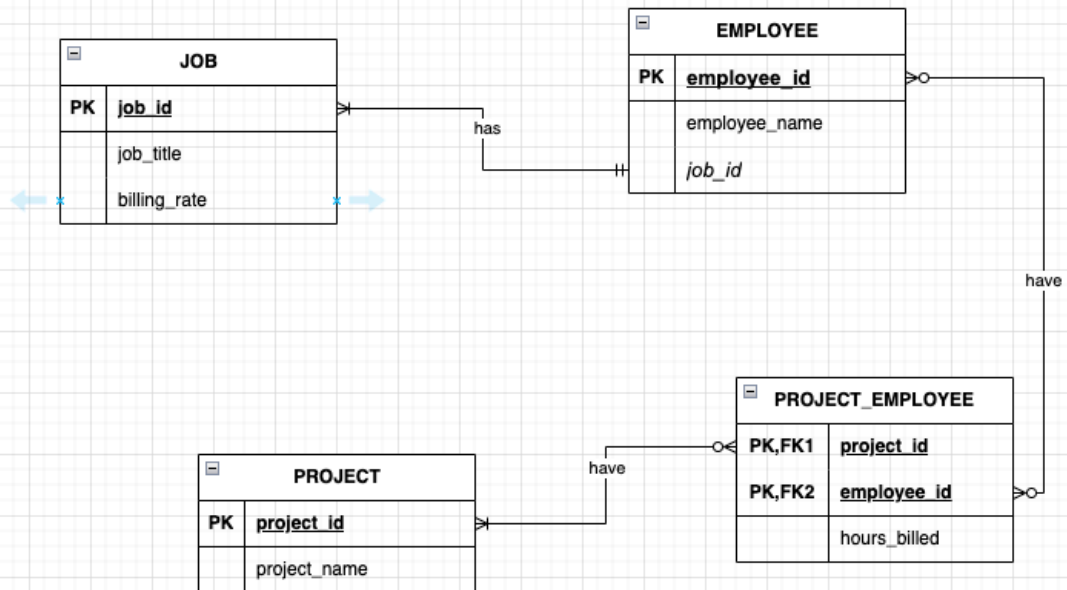 JOB
PK job_id
job_title
billing_rate
has
EMPLOYEE
PK employee_id
employee_name
job_id
have
PROJECT_EMPLOYEE
PK,FK1 project_id
PK,FK2 employee_id
hours_billed
have
PROJECT
PK project_id
project_name